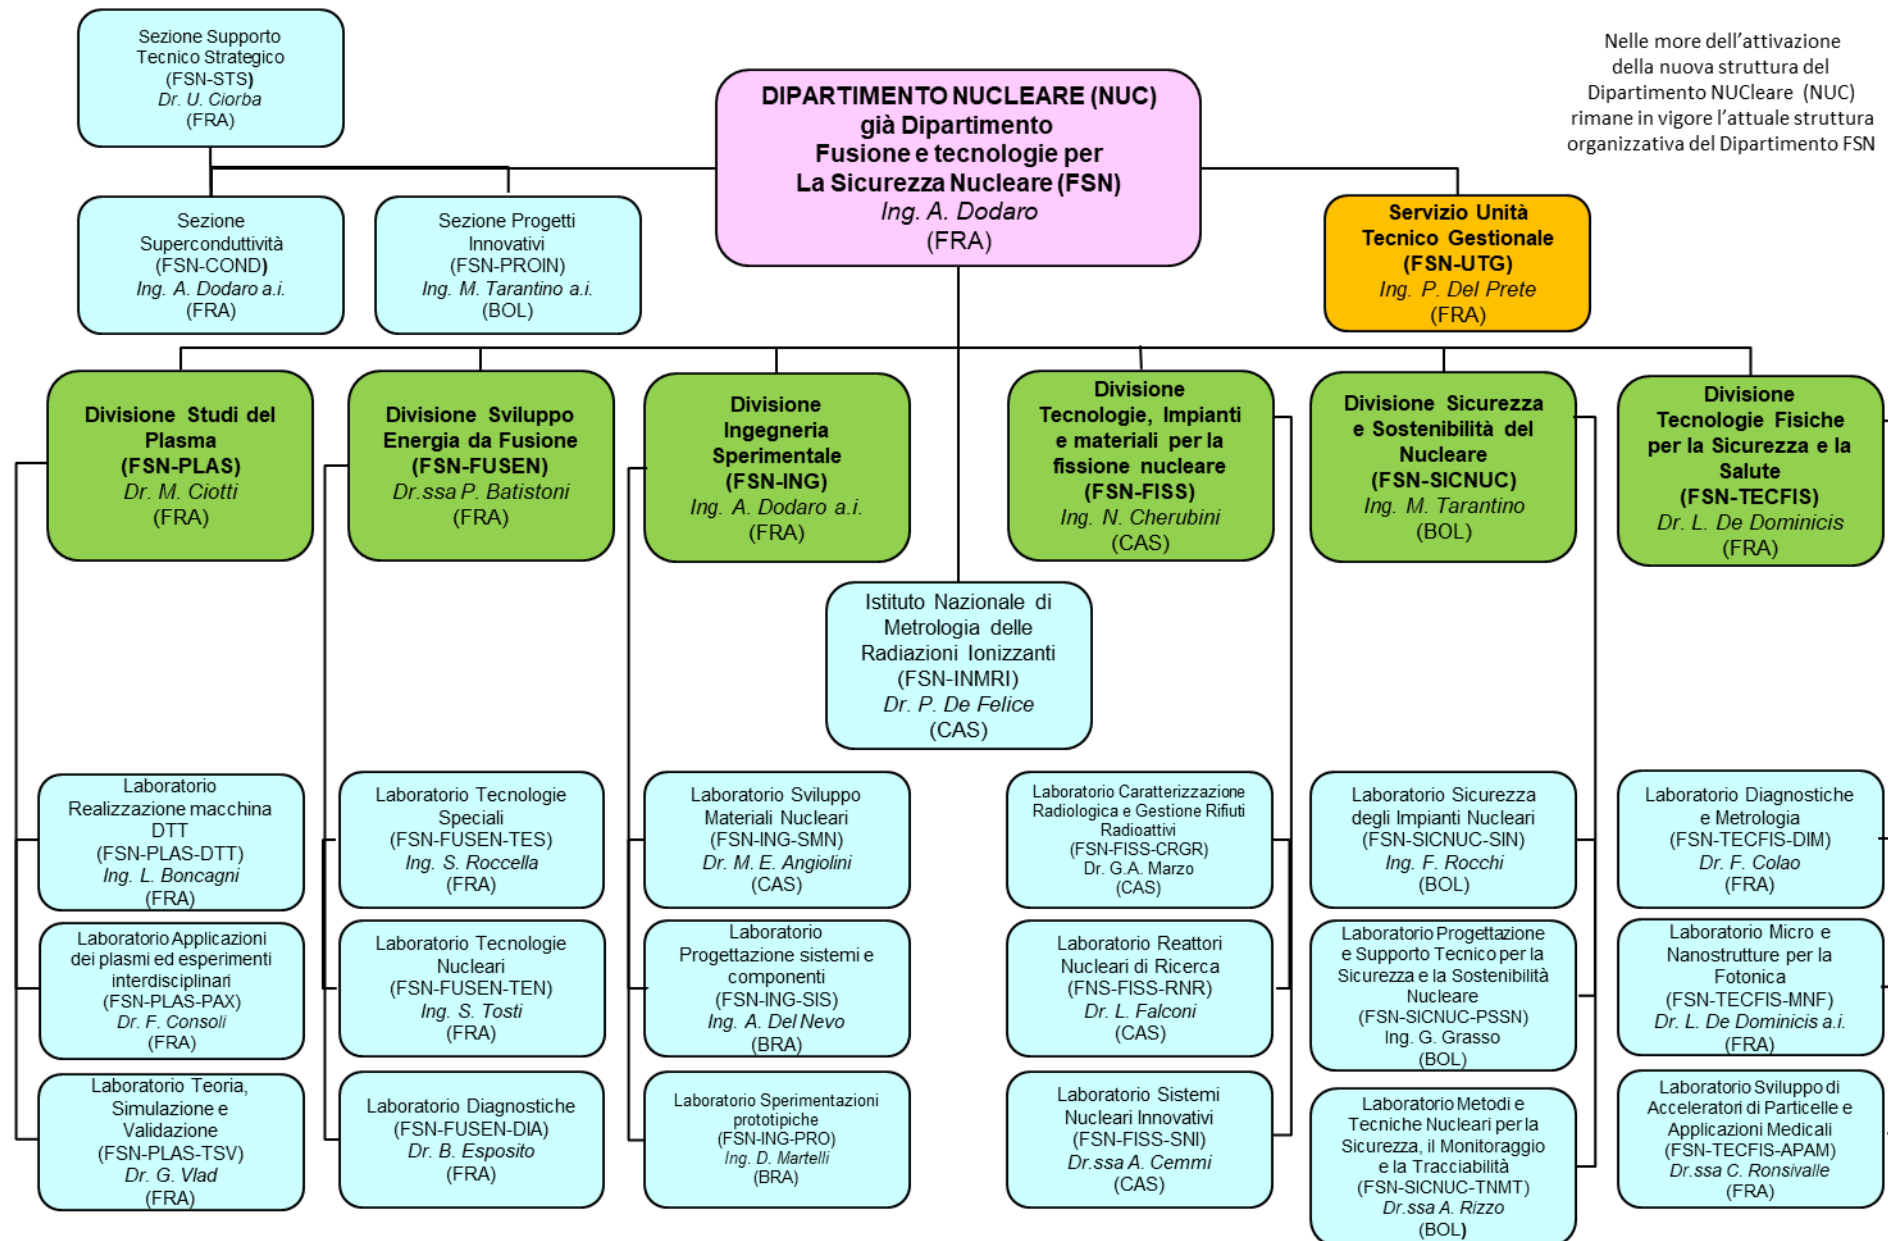 Sezione Supporto
Tecnico Strategico
(FSN-STS)
Dr. U. Ciorba
(FRA)
DIPARTIMENTO NUCLEARE (NUC)
già Dipartimento
Fusione e tecnologie per
La Sicurezza Nucleare (FSN)
Ing. A. Dodaro
(FRA)
Nelle more dell'attivazione
della nuova struttura del
Dipartimento NUCleare (NUC)
rimane in vigore l'attuale struttura
organizzativa del Dipartimento FSN
Sezione
Superconduttività
(FSN-COND)
Ing. A. Dodaro a.i.
(FRA)
Sezione Progetti
Innovativi
(FSN-PROIN)
Ing. M. Tarantino a.i.
(BOL)
Servizio Unità
Tecnico Gestionale
(FSN-UTG)
Ing. P. Del Prete
(FRA)
Divisione Studi del
Plasma
(FSN-PLAS)
Dr. M. Ciotti
(FRA)
Divisione Sviluppo
Energia da Fusione
(FSN-FUSEN)
Dr.ssa P. Batistoni
(FRA)
Divisione
Ingegneria
Sperimentale
(FSN-ING)
Ing. A. Dodaro a.i.
(FRA)
Divisione
Tecnologie, Impianti
e materiali per la
fissione nucleare
(FSN-FISS)
Ing. N. Cherubini
(CAS)
Divisione Sicurezza
e Sostenibilità del
Nucleare
(FSN-SICNUC)
Ing. M. Tarantino
(BOL)
Divisione
Tecnologie Fisiche
per la Sicurezza e la
Salute
(FSN-TECFIS)
Dr. L. De Dominicis
(FRA)
Istituto Nazionale di
Metrologia delle
Radiazioni Ionizzanti
(FSN-INMRI)
Dr. P. De Felice
(CAS)
Laboratorio
Realizzazione macchina
DTT
(FSN-PLAS-DTT)
Ing. L. Boncagni
(FRA)
Laboratorio Tecnologie
Speciali
(FSN-FUSEN-TES)
Ing. S. Roccella
(FRA)
Laboratorio Sviluppo
Materiali Nucleari
(FSN-ING-SMN)
Dr. M. E. Angiolini
(CAS)
Laboratorio Caratterizzazione
Radiologica e Gestione Rifiuti
Radioattivi
(FSN-FISS-CRGR)
Dr. G.A. Marzo
(CAS)
Laboratorio Sicurezza
degli Impianti Nucleari
(FSN-SICNUC-SIN)
Ing. F. Rocchi
(BOL)
Laboratorio Diagnostiche
e Metrologia
(FSN-TECFIS-DIM)
Dr. F. Colao
(FRA)
Laboratorio Applicazioni
dei plasmi ed esperimenti
interdisciplinari
(FSN-PLAS-PAX)
Dr. F. Consoli
(FRA)
Laboratorio Tecnologie
Nucleari
(FSN-FUSEN-TEN)
Ing. S. Tosti
(FRA)
Laboratorio
Progettazione sistemi e
componenti
(FSN-ING-SIS)
Ing. A. Del Nevo
(BRA)
Laboratorio Reattori
Nucleari di Ricerca
(FNS-FISS-RNR)
Dr. L. Falconi
(CAS)
Laboratorio Progettazione
e Supporto Tecnico per la
Sicurezza e la Sostenibilità
Nucleare
(FSN-SICNUC-PSSN)
Ing. G. Grasso
(BOL)
Laboratorio Micro e
Nanostrutture per la
Fotonica
(FSN-TECFIS-MNF)
Dr. L. De Dominicis a.i.
(FRA)
Laboratorio Teoria,
Simulazione e
Validazione
(FSN-PLAS-TSV)
Dr. G. Vlad
(FRA)
Laboratorio Diagnostiche
(FSN-FUSEN-DIA)
Dr. B. Esposito
(FRA)
Laboratorio Sperimentazioni
prototipiche
(FSN-ING-PRO)
Ing. D. Martelli
(BRA)
Laboratorio Sistemi
Nucleari Innovativi
(FSN-FISS-SNI)
Dr.ssa A. Cemmi
(CAS)
Laboratorio Metodi e
Tecniche Nucleari per la
Sicurezza, il Monitoraggio
e la Tracciabilità
(FSN-SICNUC-TNMT)
Dr.ssa A. Rizzo
(BOL)
Laboratorio Sviluppo di
Acceleratori di Particelle e
Applicazioni Medicali
(FSN-TECFIS-APAM)
Dr.ssa C. Ronsivalle
(FRA)